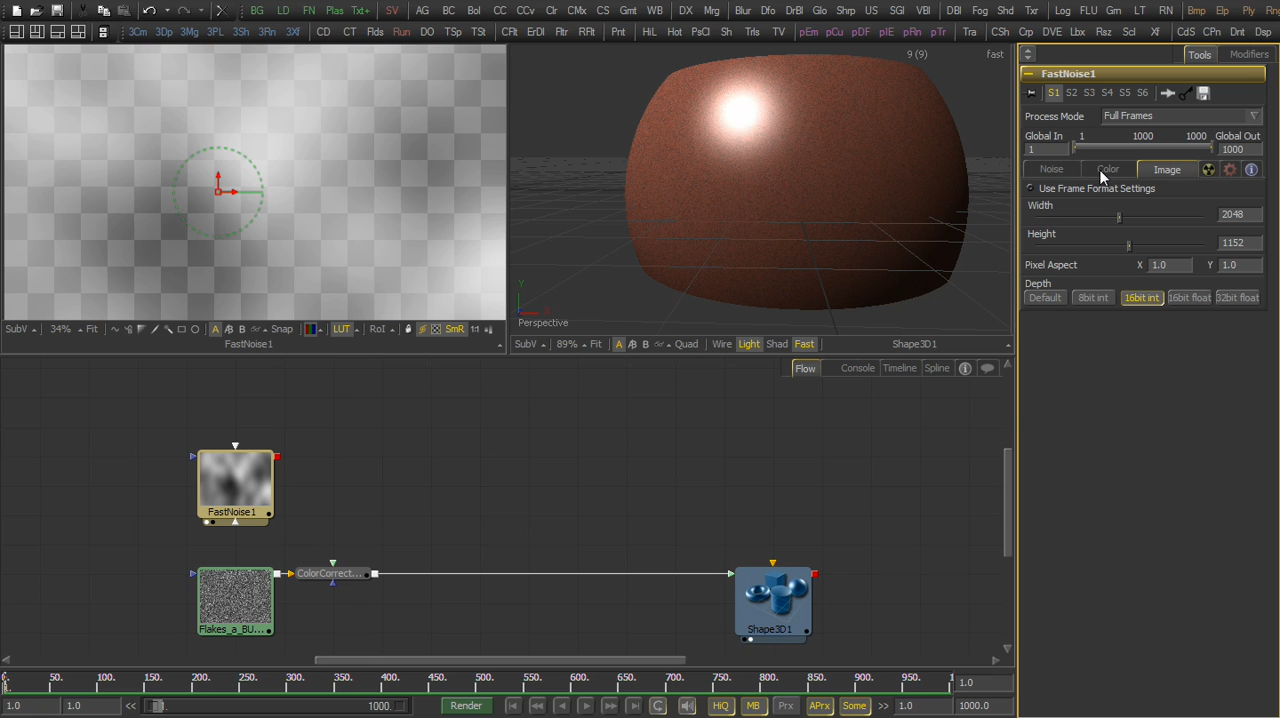 BG LD FN Plas Txt+ SV AG BC Bol CC CCv Clr CMx CS Gmt WB DX Mrg Blur Dfo DrB Glo Shrp US SGl VBl DBl Fog Shd Txr Log FLU Gm LT RN Bmp Elp Ply Rng
3Cm 3Dp 3Mg 3PL 3Sh 3Rn 3Xf CD CT Flds Run DO TSp TSt CFlt DErl Fltr RFlt Pnt HiL Hot PsCl Sh Trls TV pEm pCu pDF pIE pRn pTr Tra CSh Crp DVE Lbx Rsz Scl Xf CdS CPn Dnt Dsp
9 (9)
fast
Tools Modifiers
FastNoise1
S1 S2 S3 S4 S5 S6
Process Mode Full Frames
Global In 1 1000 1000 Global Out
1 1000
Noise Color Image
Use Frame Format Settings
Width
2048
Height
1152
Pixel Aspect X 1.0 Y 1.0
Depth
Default 8bit int 16bit int 16bit float 32bit float
Y
Perspective
SubV 34% Fit A B Snap LUT RoI SmR 1:1
FastNoise1
SubV 89% Fit A B Quad Wire Light Shad Fast Shape3D1
Flow Console Timeline Spline
FastNoise1
ColorCorrect...
Flakes_a_BU...
Shape3D1
50. 100. 150. 200. 250. 300. 350. 400. 450. 500. 550. 600. 650. 700. 750. 800. 850. 900. 950. 1
1.0
1.0 1.0 << 1000. Render HiQ MB Prx APrx Some >> 1.0 1000.0